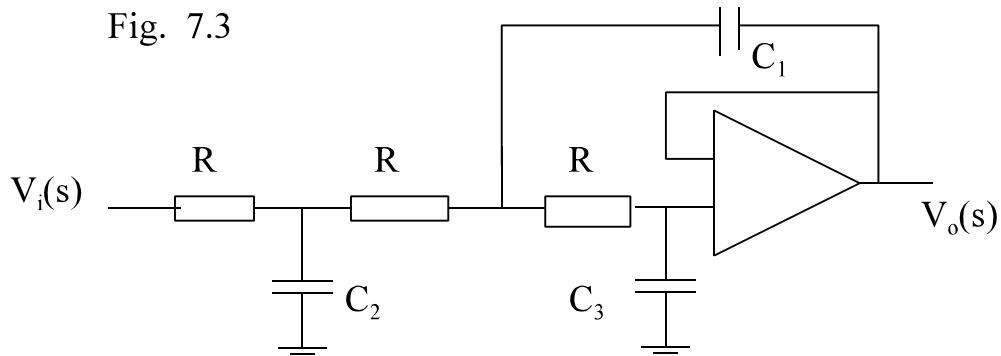 Fig. 7.3
C₁
R
R
R
Vᵢ(s)
Vₒ(s)
C₂
C₃